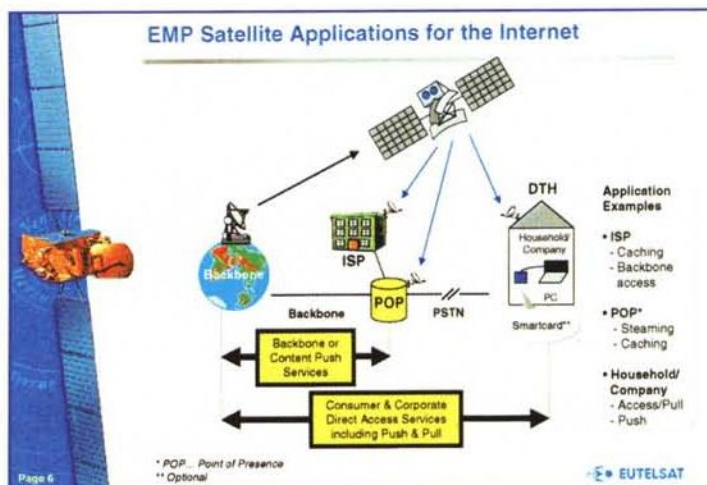 EMP Satellite Applications for the Internet
DTH
Application
Examples
• ISP
- Caching
- Backbone
access
• POP*
- Steaming
- Caching
• Household/
Company
- Access/Pull
- Push
Household/
Company
PC
Smartcard**
ISP
Backbone
POP
Backbone
PSTN
Backbone or
Content Push
Services
Consumer & Corporate
Direct Access Services
including Push & Pull
* POP... Point of Presence
** Optional
Page 6
EUTELSAT